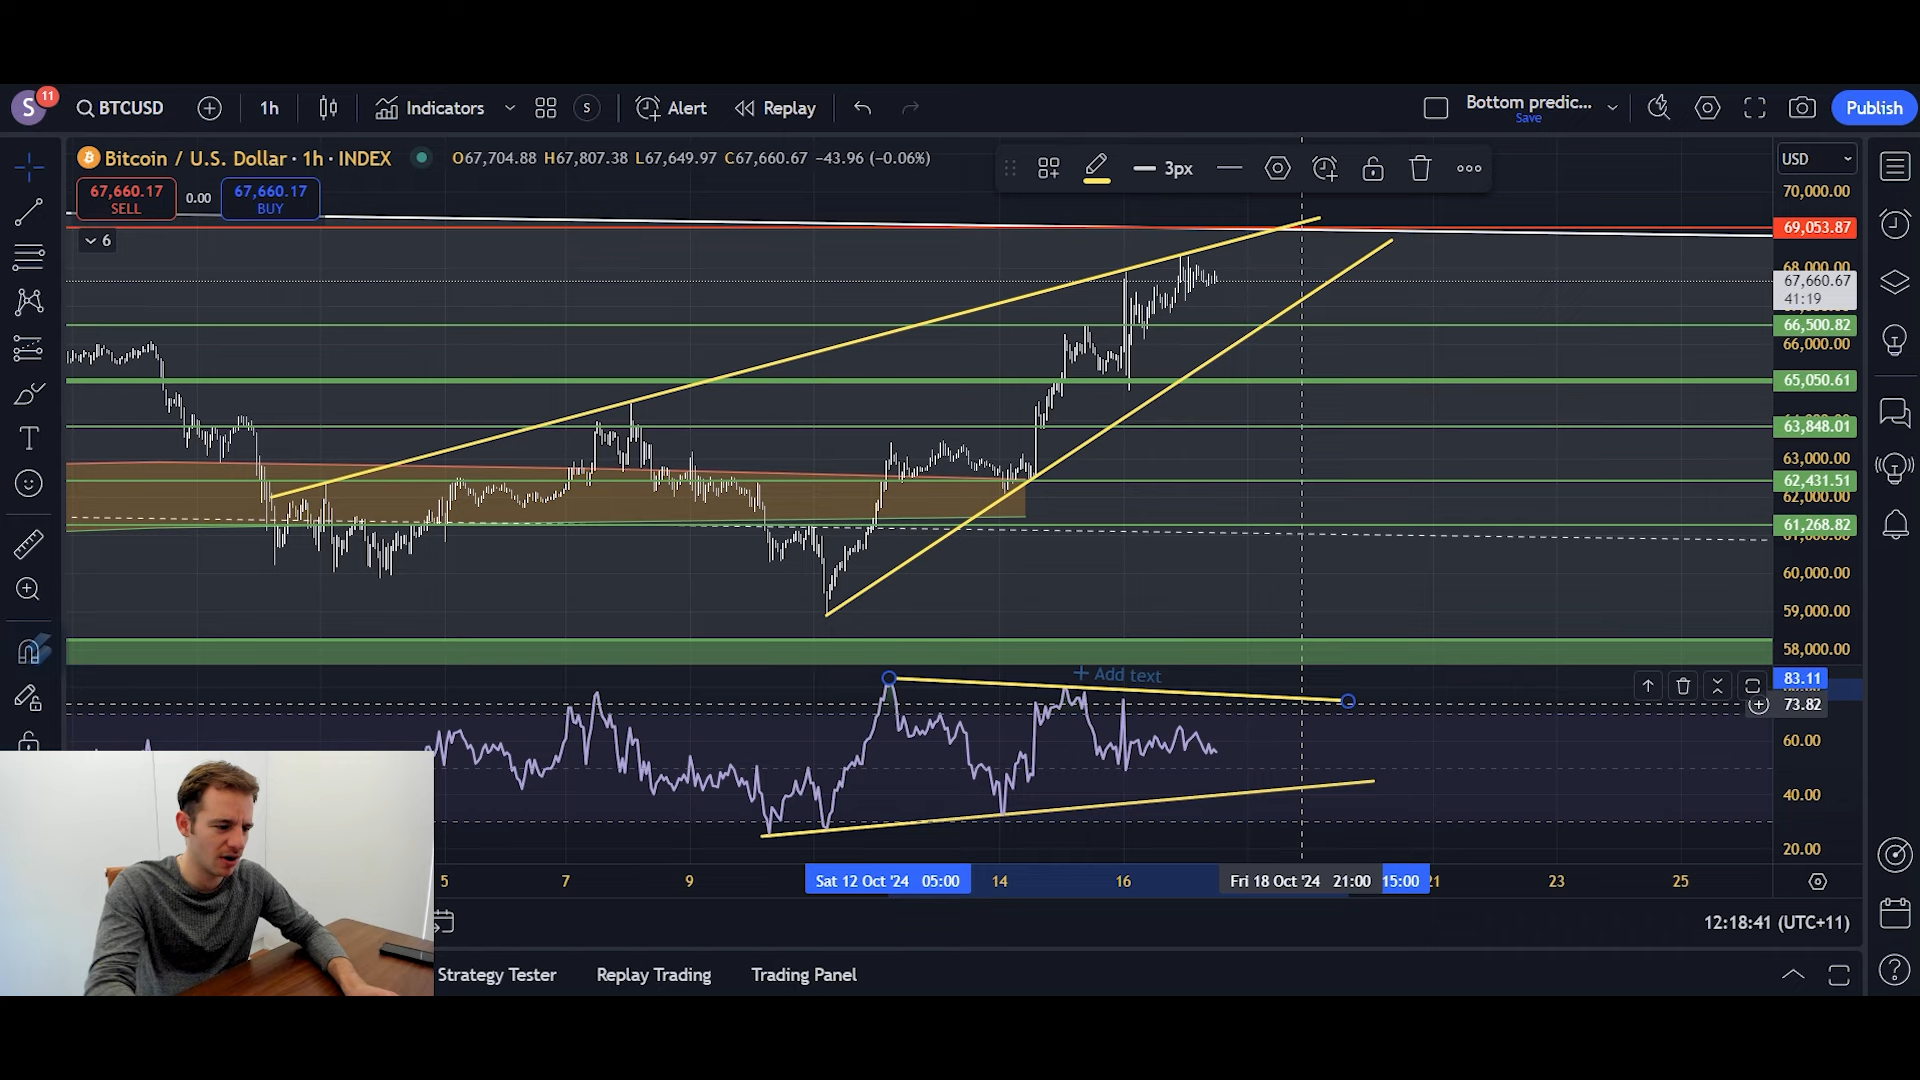 S 11 BTCUSD 1h Indicators S Alert Replay Bottom predic... Save Publish
Bitcoin / U.S. Dollar · 1h · INDEX O67,704.88 H67,807.38 L67,649.97 C67,660.67 −43.96 (−0.06%)
3px
USD
67,660.17 SELL 0.00 67,660.17 BUY
6
70,000.00
69,053.87
68,000.00
67,660.67
41:19
66,500.82
66,000.00
65,050.61
63,848.01
63,000.00
62,431.51
62,000.00
61,268.82
60,000.00
59,000.00
58,000.00
+ Add text
83.11
73.82
60.00
40.00
20.00
5 7 9 Sat 12 Oct '24 05:00 14 16 Fri 18 Oct '24 21:00 15:00 21 23 25
12:18:41 (UTC+11)
Strategy Tester Replay Trading Trading Panel